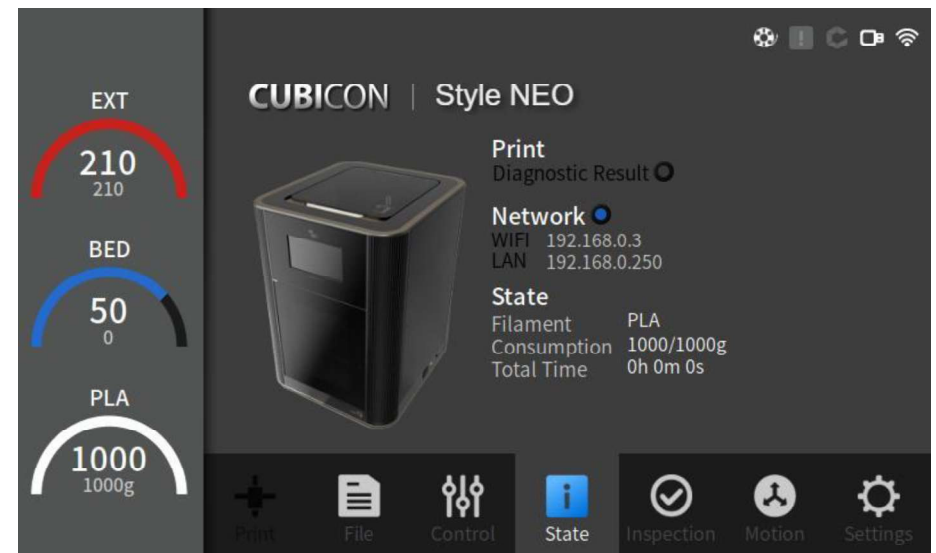 EXT
210
210
BED
50
0
PLA
1000
1000g
CUBICON | Style NEO
Print
Diagnostic Result
Network
WIFI 192.168.0.3
LAN 192.168.0.250
State
Filament PLA
Consumption 1000/1000g
Total Time 0h 0m 0s
Print File Control State Inspection Motion Settings